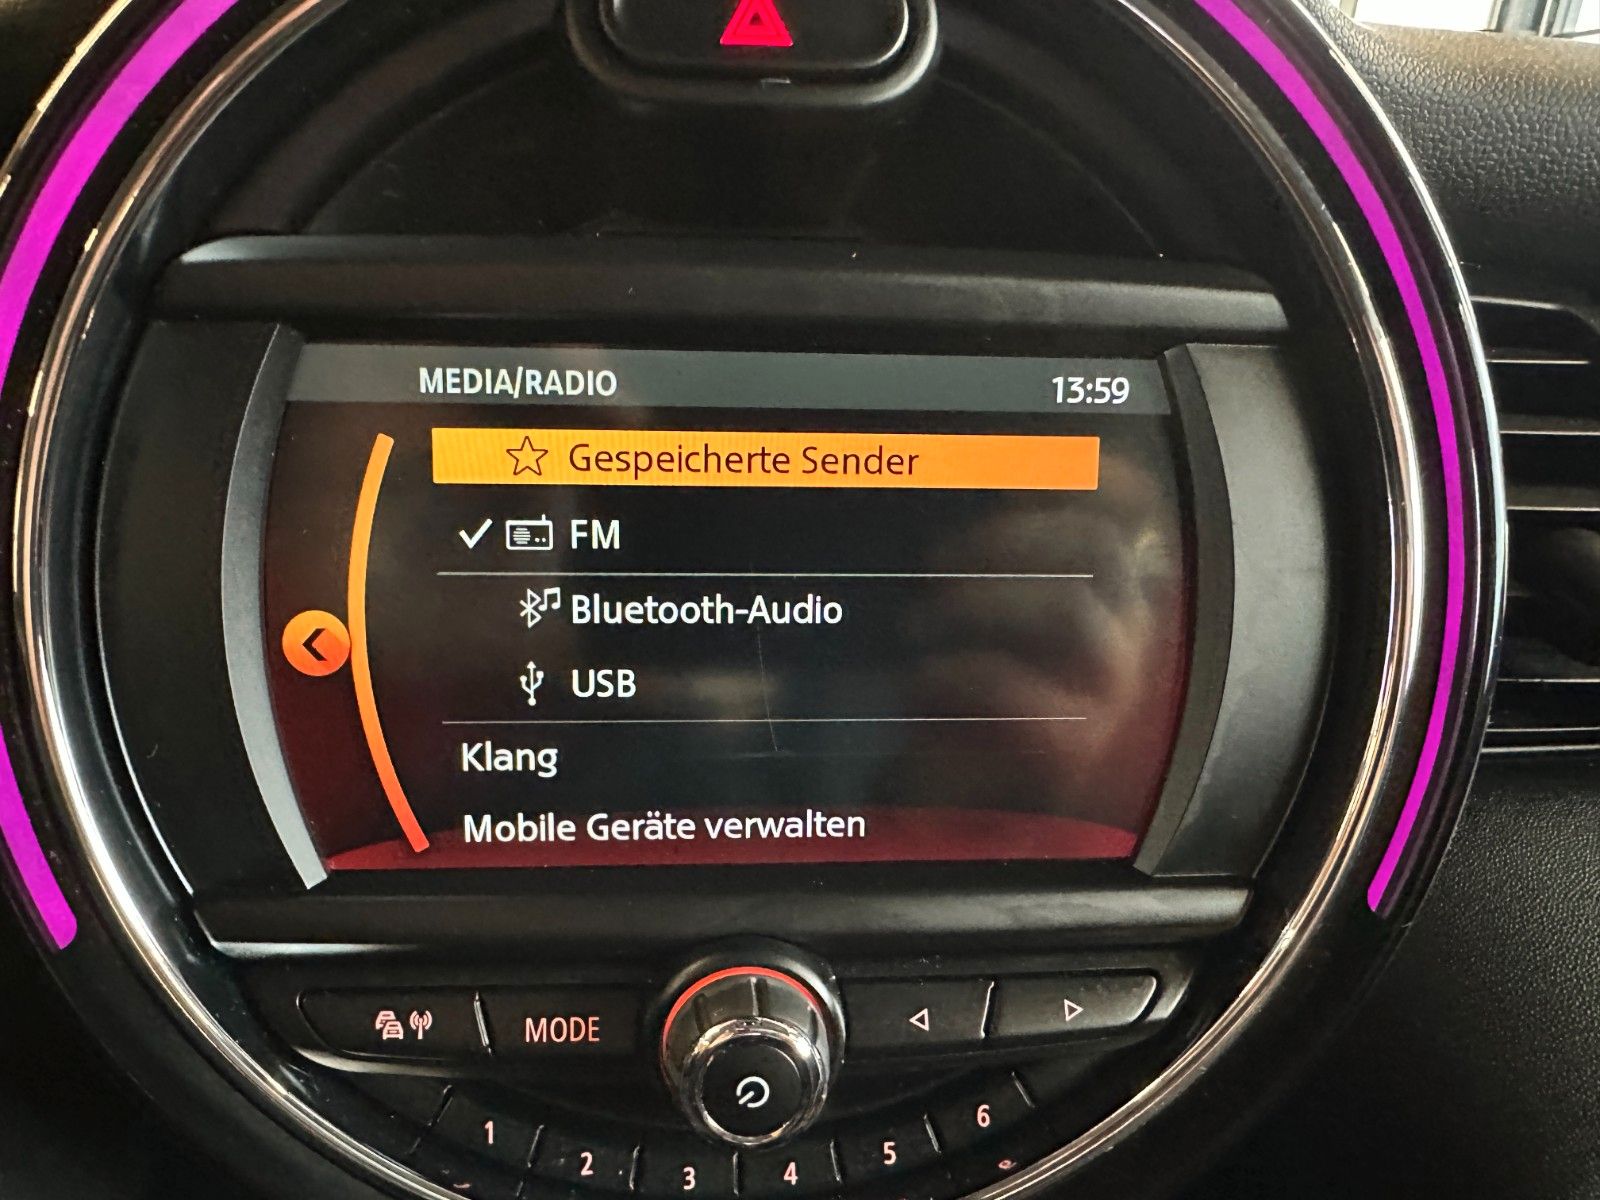 MEDIA/RADIO 13:59
Gespeicherte Sender
FM
Bluetooth-Audio
USB
Klang
Mobile Geräte verwalten
MODE
1 2 3 4 5 6